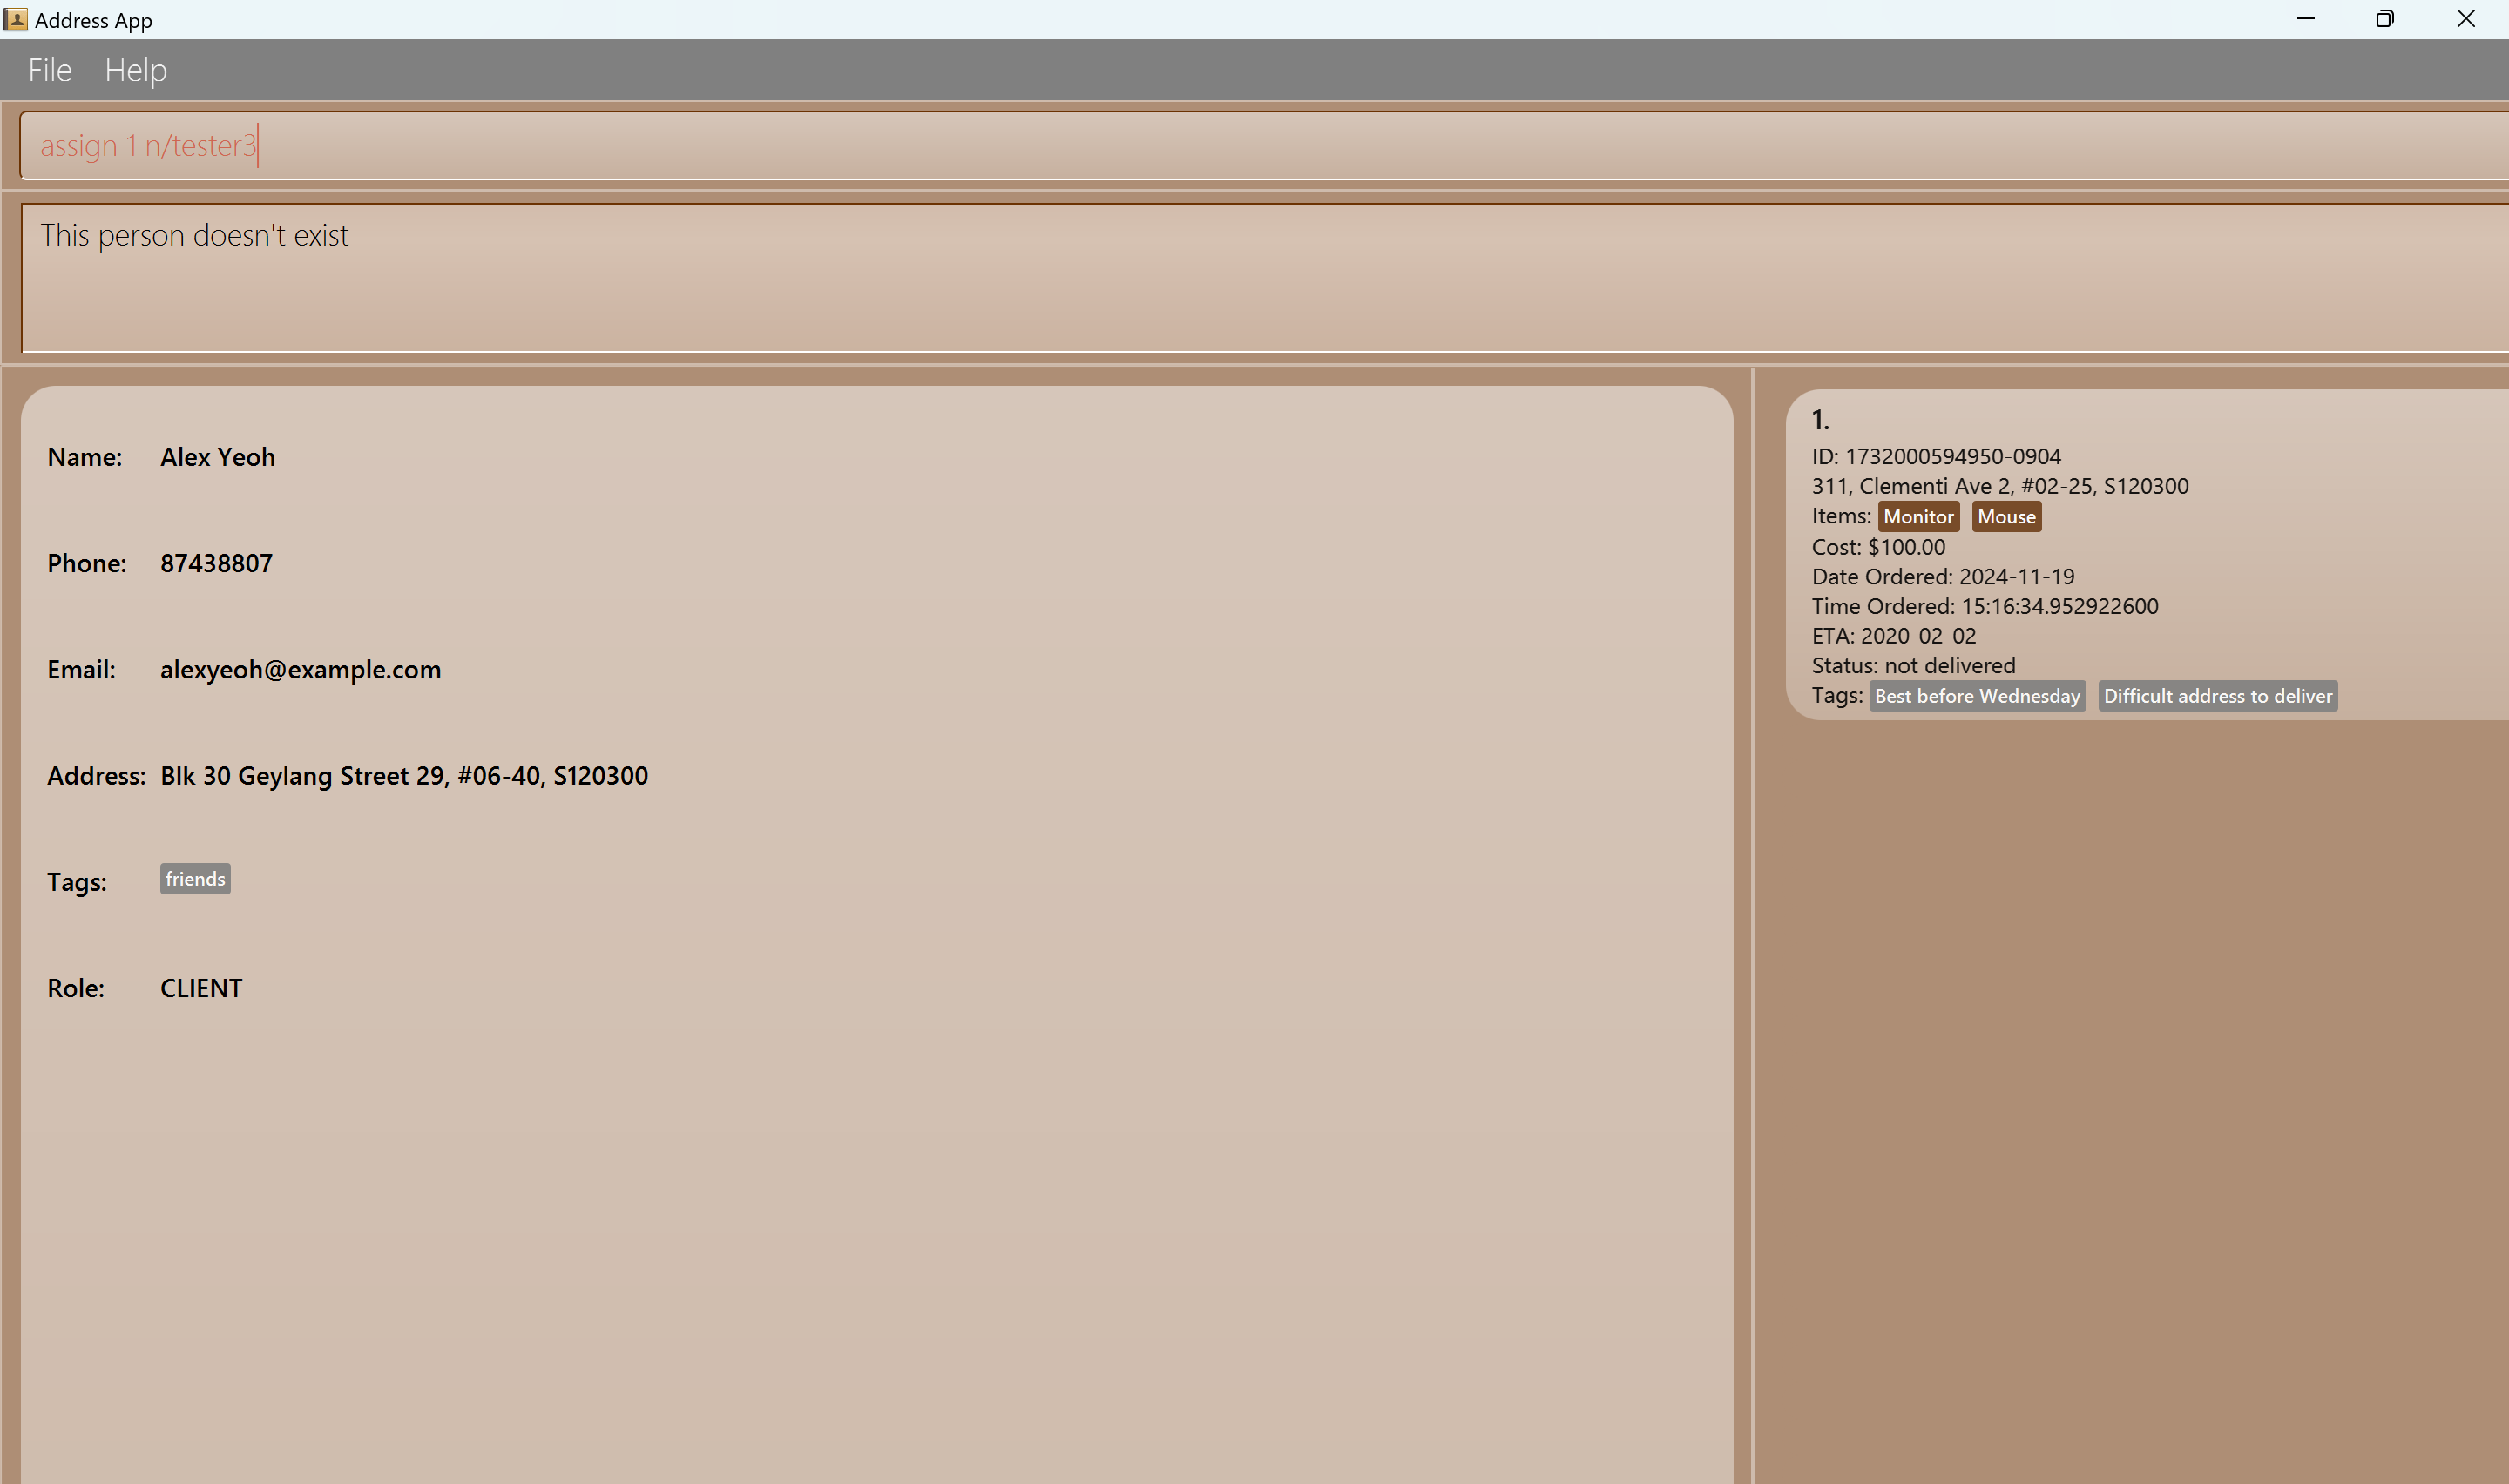 Address App
File Help
assign 1 n/tester3
This person doesn't exist
Name: Alex Yeoh
Phone: 87438807
Email: alexyeoh@example.com
Address: Blk 30 Geylang Street 29, #06-40, S120300
Tags: friends
Role: CLIENT
1.
ID: 1732000594950-0904
311, Clementi Ave 2, #02-25, S120300
Items: Monitor Mouse
Cost: $100.00
Date Ordered: 2024-11-19
Time Ordered: 15:16:34.952922600
ETA: 2020-02-02
Status: not delivered
Tags: Best before Wednesday Difficult address to deliver